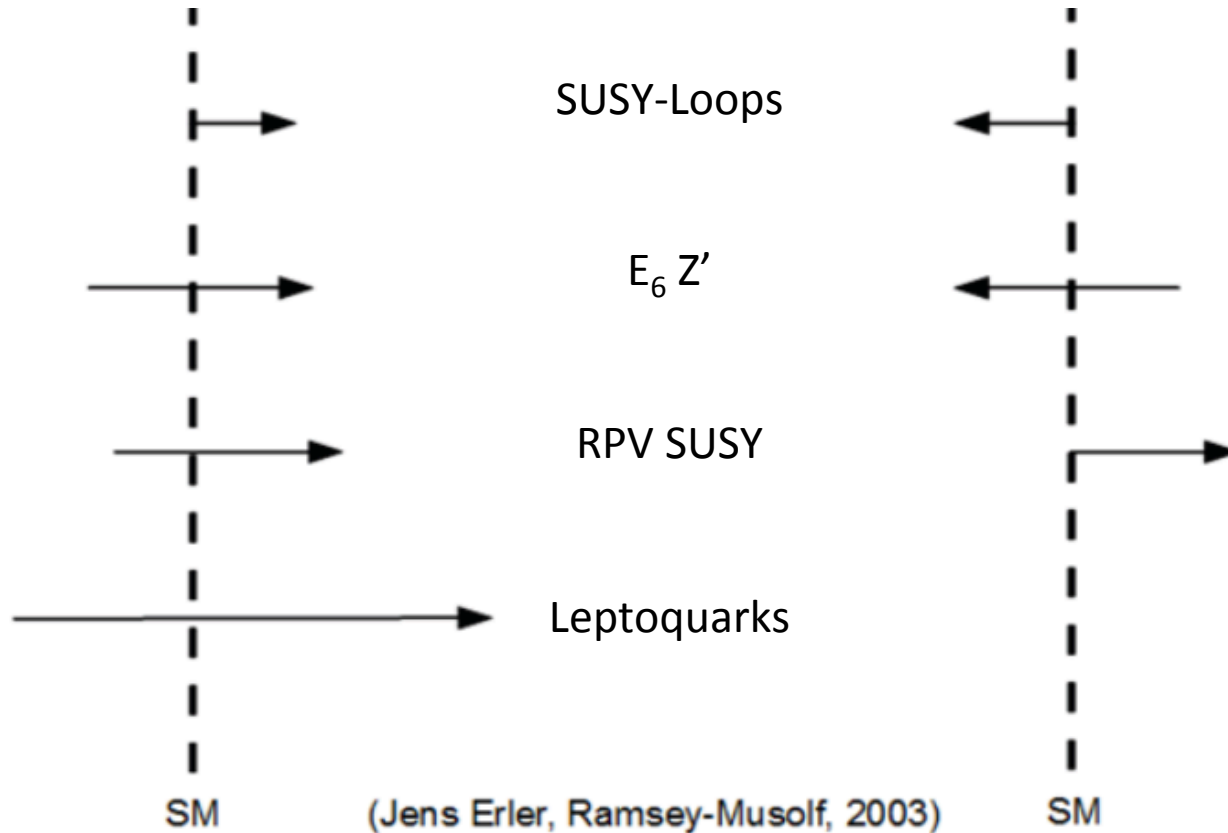 SUSY-Loops
E₆ Z’
RPV SUSY
Leptoquarks
SM (Jens Erler, Ramsey-Musolf, 2003) SM